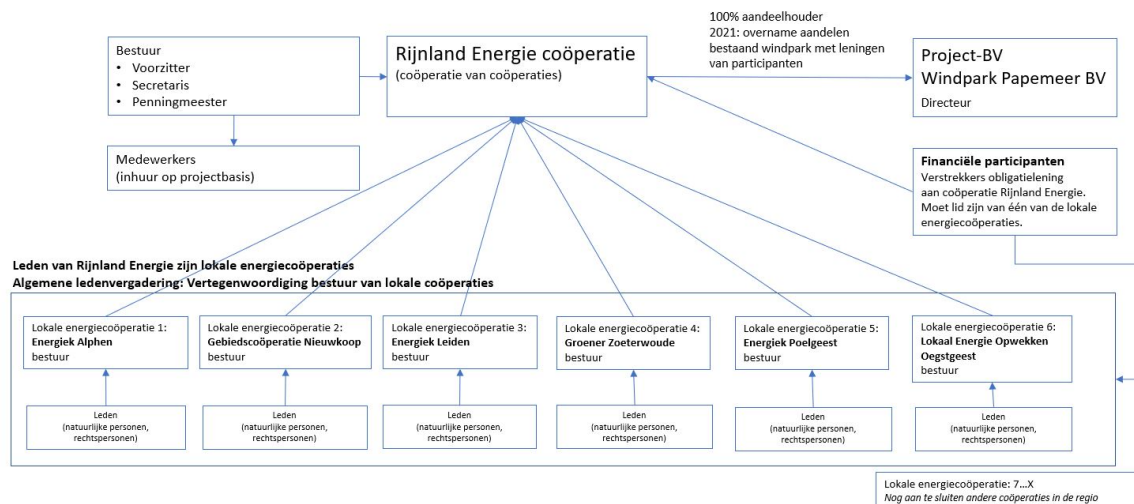 Bestuur
• Voorzitter
• Secretaris
• Penningmeester
Medewerkers
(inhuur op projectbasis)
Rijnland Energie coöperatie
(coöperatie van coöperaties)
100% aandeelhouder
2021: overname aandelen
bestaand windpark met leningen
van participanten
Project-BV
Windpark Papemeer BV
Directeur
Financiële participanten
Verstrekkers obligatielening
aan coöperatie Rijnland Energie.
Moet lid zijn van één van de lokale
energiecoöperaties.
Leden van Rijnland Energie zijn lokale energiecoöperaties
Algemene ledenvergadering: Vertegenwoordiging bestuur van lokale coöperaties
Lokale energiecoöperatie 1:
Energiek Alphen
bestuur
Lokale energiecoöperatie 2:
Gebiedscoöperatie Nieuwkoop
bestuur
Lokale energiecoöperatie 3:
Energiek Leiden
bestuur
Lokale energiecoöperatie 4:
Groener Zoeterwoude
bestuur
Lokale energiecoöperatie 5:
Energiek Poelgeest
bestuur
Lokale energiecoöperatie 6:
Lokaal Energie Opwekken
Oegstgeest
bestuur
Leden
(natuurlijke personen,
rechtspersonen)
Leden
(natuurlijke personen,
rechtspersonen)
Leden
(natuurlijke personen,
rechtspersonen)
Leden
(natuurlijke personen,
rechtspersonen)
Leden
(natuurlijke personen,
rechtspersonen)
Leden
(natuurlijke personen,
rechtspersonen)
Lokale energiecoöperatie: 7...X
Nog aan te sluiten andere coöperaties in de regio